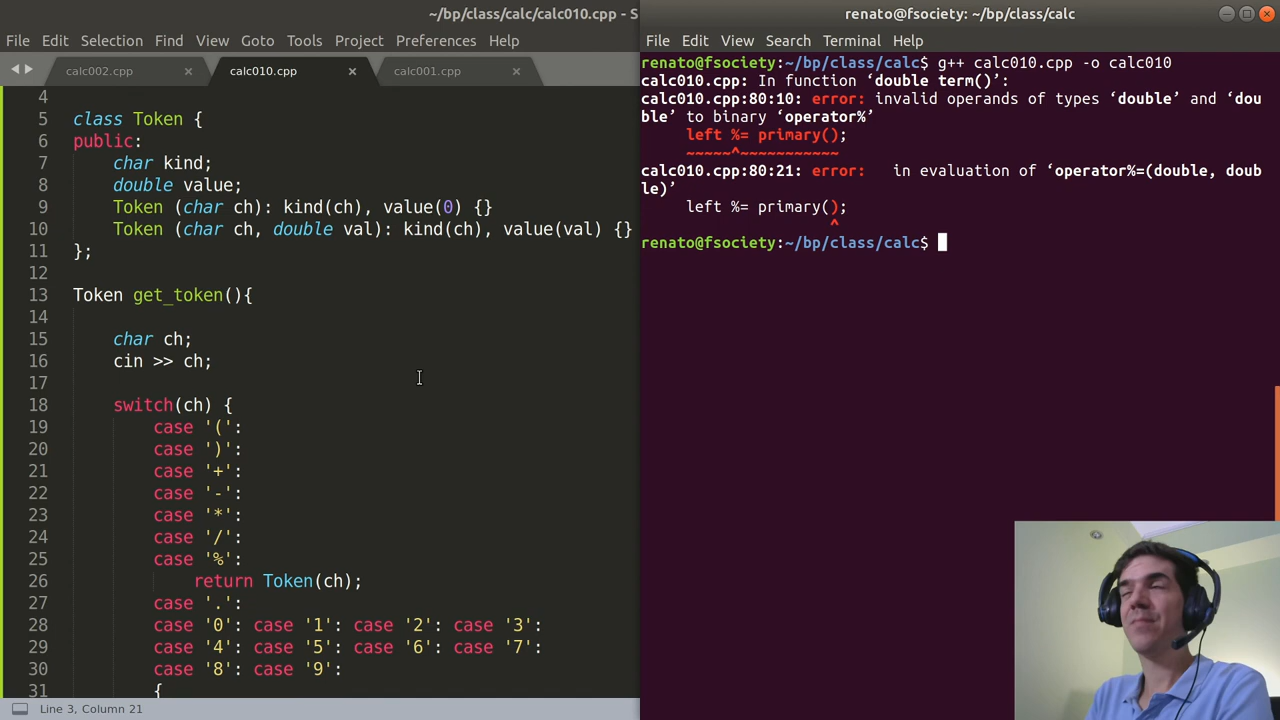 ~/bp/class/calc/calc010.cpp - S
File Edit Selection Find View Goto Tools Project Preferences Help
calc002.cpp × calc010.cpp × calc001.cpp ×
4
5 class Token {
6 public:
7 char kind;
8 double value;
9 Token (char ch): kind(ch), value(0) {}
10 Token (char ch, double val): kind(ch), value(val) {}
11 };
12
13 Token get_token(){
14
15 char ch;
16 cin >> ch;
17
18 switch(ch) {
19 case '(':
20 case ')':
21 case '+':
22 case '-':
23 case '*':
24 case '/':
25 case '%':
26 return Token(ch);
27 case '.':
28 case '0': case '1': case '2': case '3':
29 case '4': case '5': case '6': case '7':
30 case '8': case '9':
31 {
Line 3, Column 21
renato@fsociety: ~/bp/class/calc
File Edit View Search Terminal Help
renato@fsociety:~/bp/class/calc$ g++ calc010.cpp -o calc010
calc010.cpp: In function ‘double term()’:
calc010.cpp:80:10: error: invalid operands of types ‘double’ and ‘dou
ble’ to binary ‘operator%’
left %= primary();
~~~~~^~~~~~~~~~~~
calc010.cpp:80:21: error:   in evaluation of ‘operator%=(double, doub
le)’
left %= primary();
^
renato@fsociety:~/bp/class/calc$